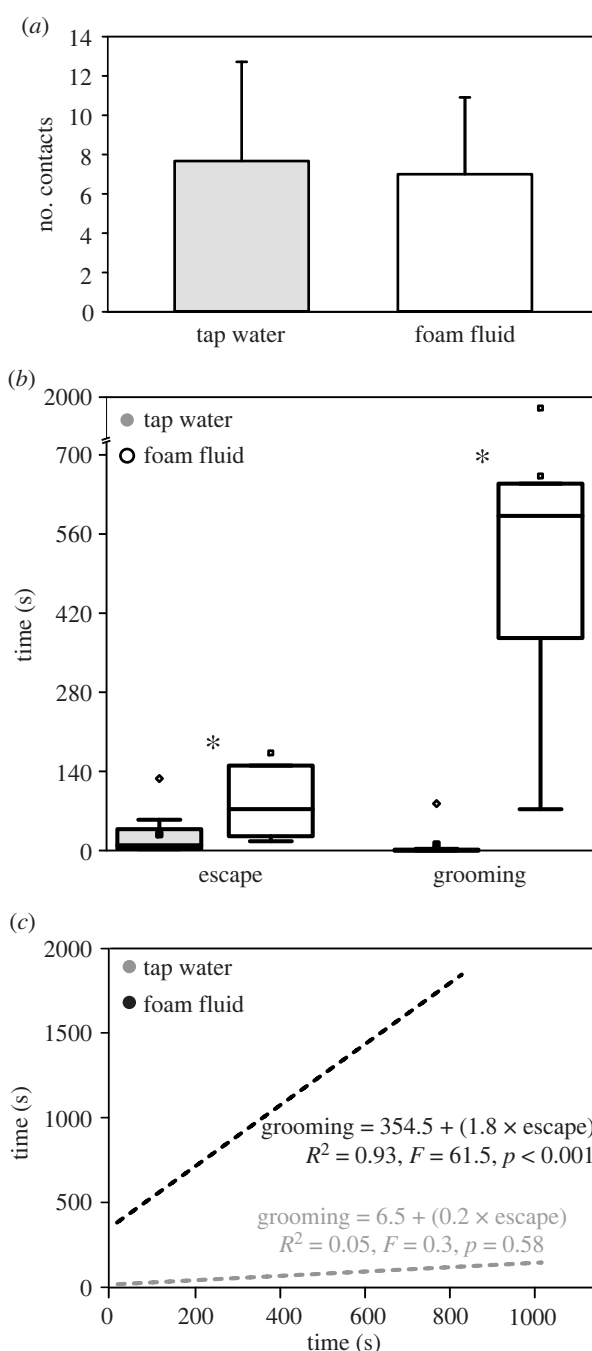 (a)
14
12
10
8
6
4
2
0
no. contacts
tap water foam fluid
(b)
2000
700
560
420
280
140
0
time (s)
tap water
foam fluid
*
*
escape grooming
(c)
2000
1500
1000
500
0
time (s)
tap water
foam fluid
grooming = 354.5 + (1.8 × escape)
R² = 0.93, F = 61.5, p < 0.001
grooming = 6.5 + (0.2 × escape)
R² = 0.05, F = 0.3, p = 0.58
0 200 400 600 800 1000
time (s)